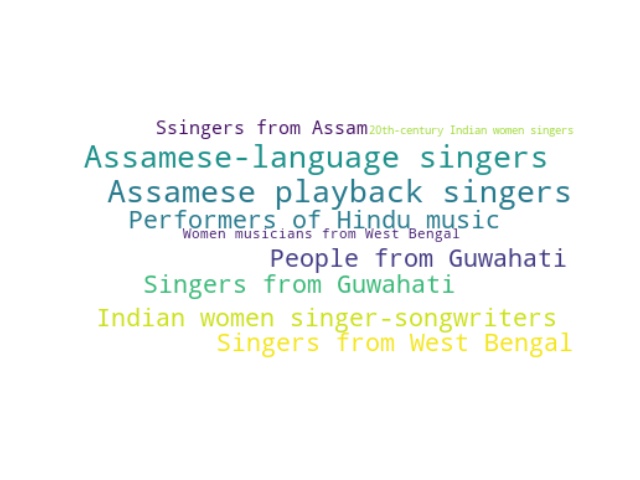 Ssingers from Assam 20th-century Indian women singers
Assamese-language singers
Assamese playback singers
Performers of Hindu music
Women musicians from West Bengal
People from Guwahati
Singers from Guwahati
Indian women singer-songwriters
Singers from West Bengal